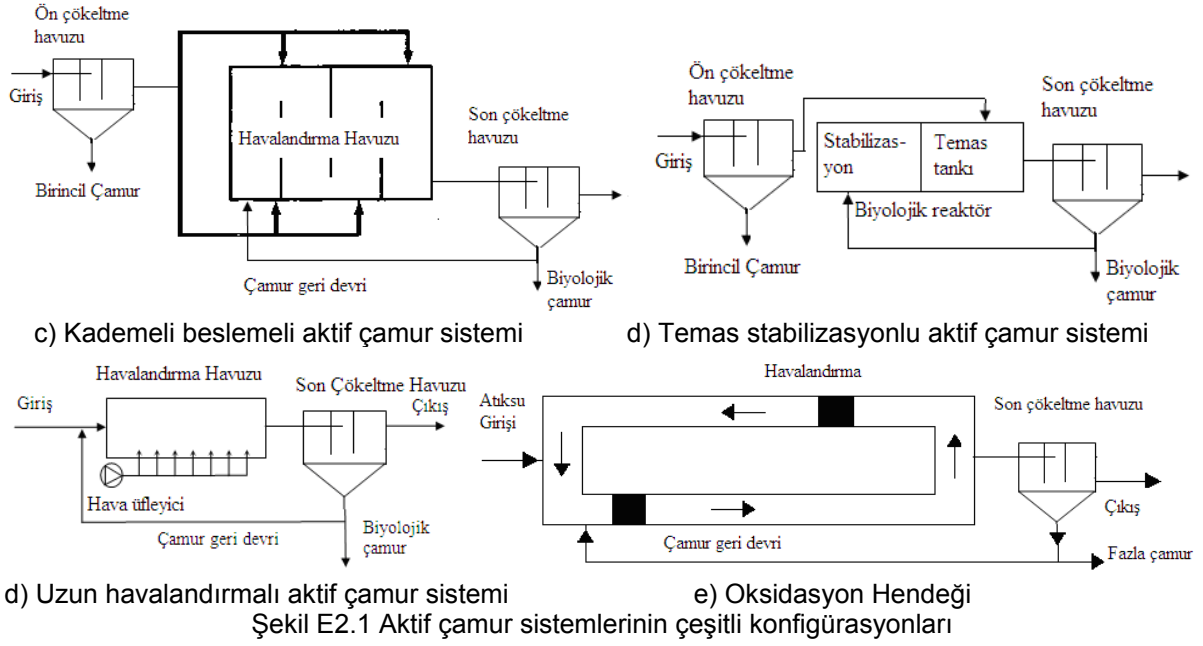 Ön çökeltme
havuzu
Giriş
Birincil Çamur
Havalandırma Havuzu
Son çökeltme
havuzu
Çamur geri devri
Biyolojik
çamur
Ön çökeltme
havuzu
Giriş
Birincil Çamur
Stabilizas-
yon
Temas
tankı
Biyolojik reaktör
Son çökeltme
havuzu
Biyolojik
çamur
c) Kademeli beslemeli aktif çamur sistemi
d) Temas stabilizasyonlu aktif çamur sistemi
Havalandırma Havuzu
Giriş
Son Çökeltme Havuzu
Çıkış
Hava üfleyici
Çamur geri devri
Biyolojik
çamur
Havalandırma
Atıksu
Girişi
Son çökeltme havuzu
Çıkış
Çamur geri devri
Fazla çamur
d) Uzun havalandırmalı aktif çamur sistemi
e) Oksidasyon Hendeği
Şekil E2.1 Aktif çamur sistemlerinin çeşitli konfigürasyonları